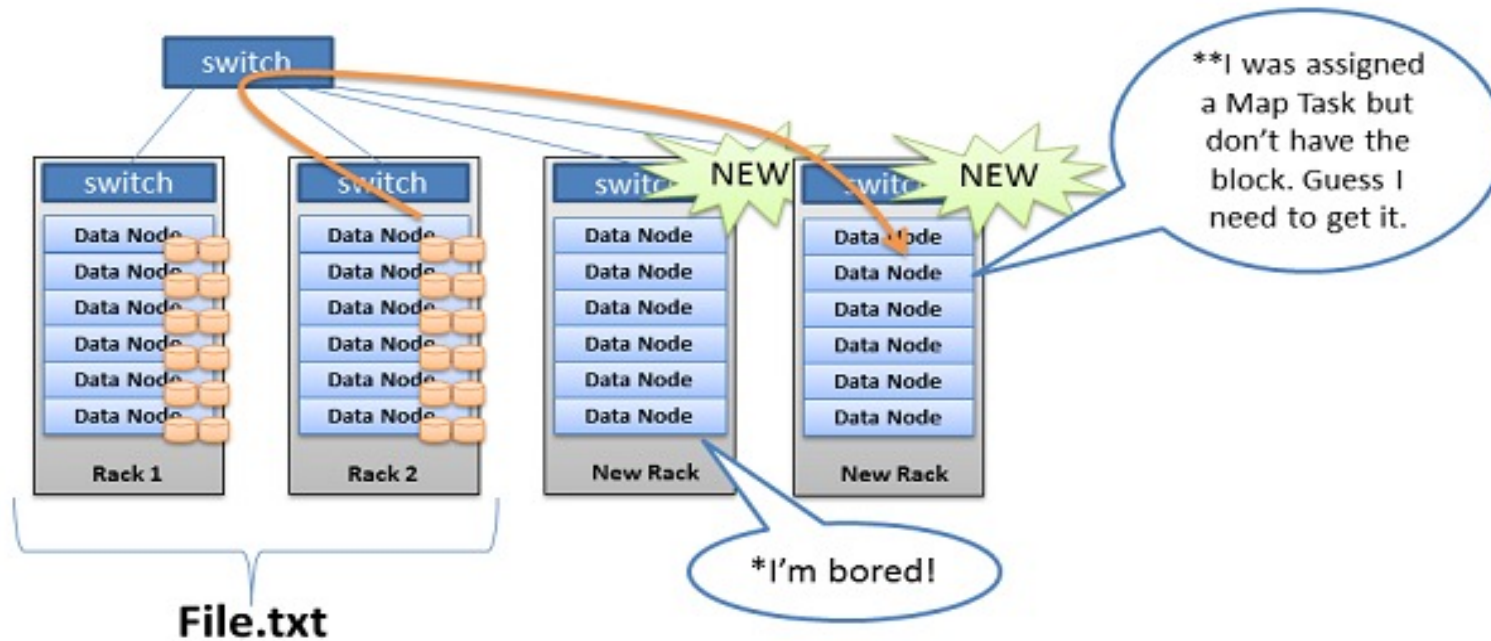 switch
**I was assigned
a Map Task but
don't have the
block. Guess I
need to get it.
switch
switch
switch
NEW
switch
NEW
Data Node
Data Node
Data Node
Data Node
Data Node
Data Node
Rack 1
Data Node
Data Node
Data Node
Data Node
Data Node
Data Node
Rack 2
Data Node
Data Node
Data Node
Data Node
Data Node
Data Node
New Rack
Data Node
Data Node
Data Node
Data Node
Data Node
Data Node
New Rack
*I'm bored!
File.txt